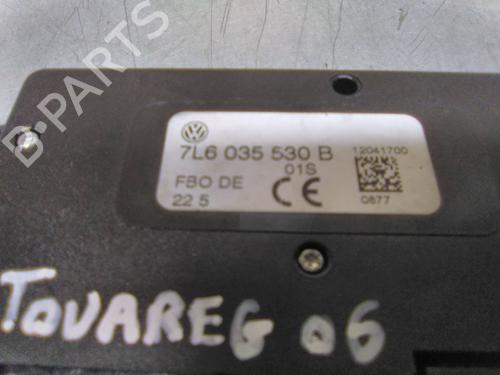 B-PARTS
7L6 035 530 B
12041700
01S
FBO DE
22 5
CE
0877
TOUAREG 06